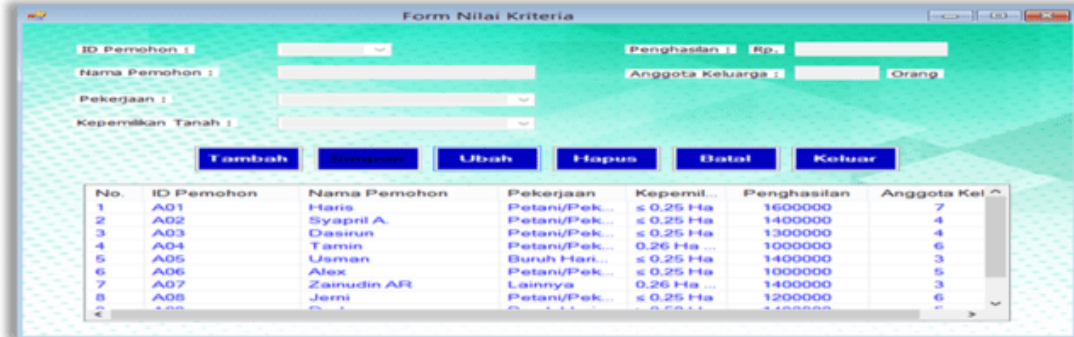 Form Nilai Kriteria
ID Pemohon : Penghasilan : Rp.
Nama Pemohon : Anggota Keluarga : Orang
Pekerjaan :
Kepemilikan Tanah :
Tambah Simpan Ubah Hapus Batal Keluar
No. ID Pemohon Nama Pemohon Pekerjaan Kepemil... Penghasilan Anggota Kel
1 A01 Haris Petani/Pek... ≤ 0,25 Ha 1600000 7
2 A02 Syapril A. Petani/Pek... ≤ 0,25 Ha 1400000 4
3 A03 Dasirun Petani/Pek... ≤ 0,25 Ha 1300000 4
4 A04 Tamin Petani/Pek... 0,26 Ha ... 1000000 6
5 A05 Usman Buruh Hari... ≤ 0,25 Ha 1400000 3
6 A06 Alex Petani/Pek... ≤ 0,25 Ha 1000000 5
7 A07 Zainudin AR Lainnya 0,26 Ha ... 1400000 3
8 A08 Jemi Petani/Pek... ≤ 0,25 Ha 1200000 6